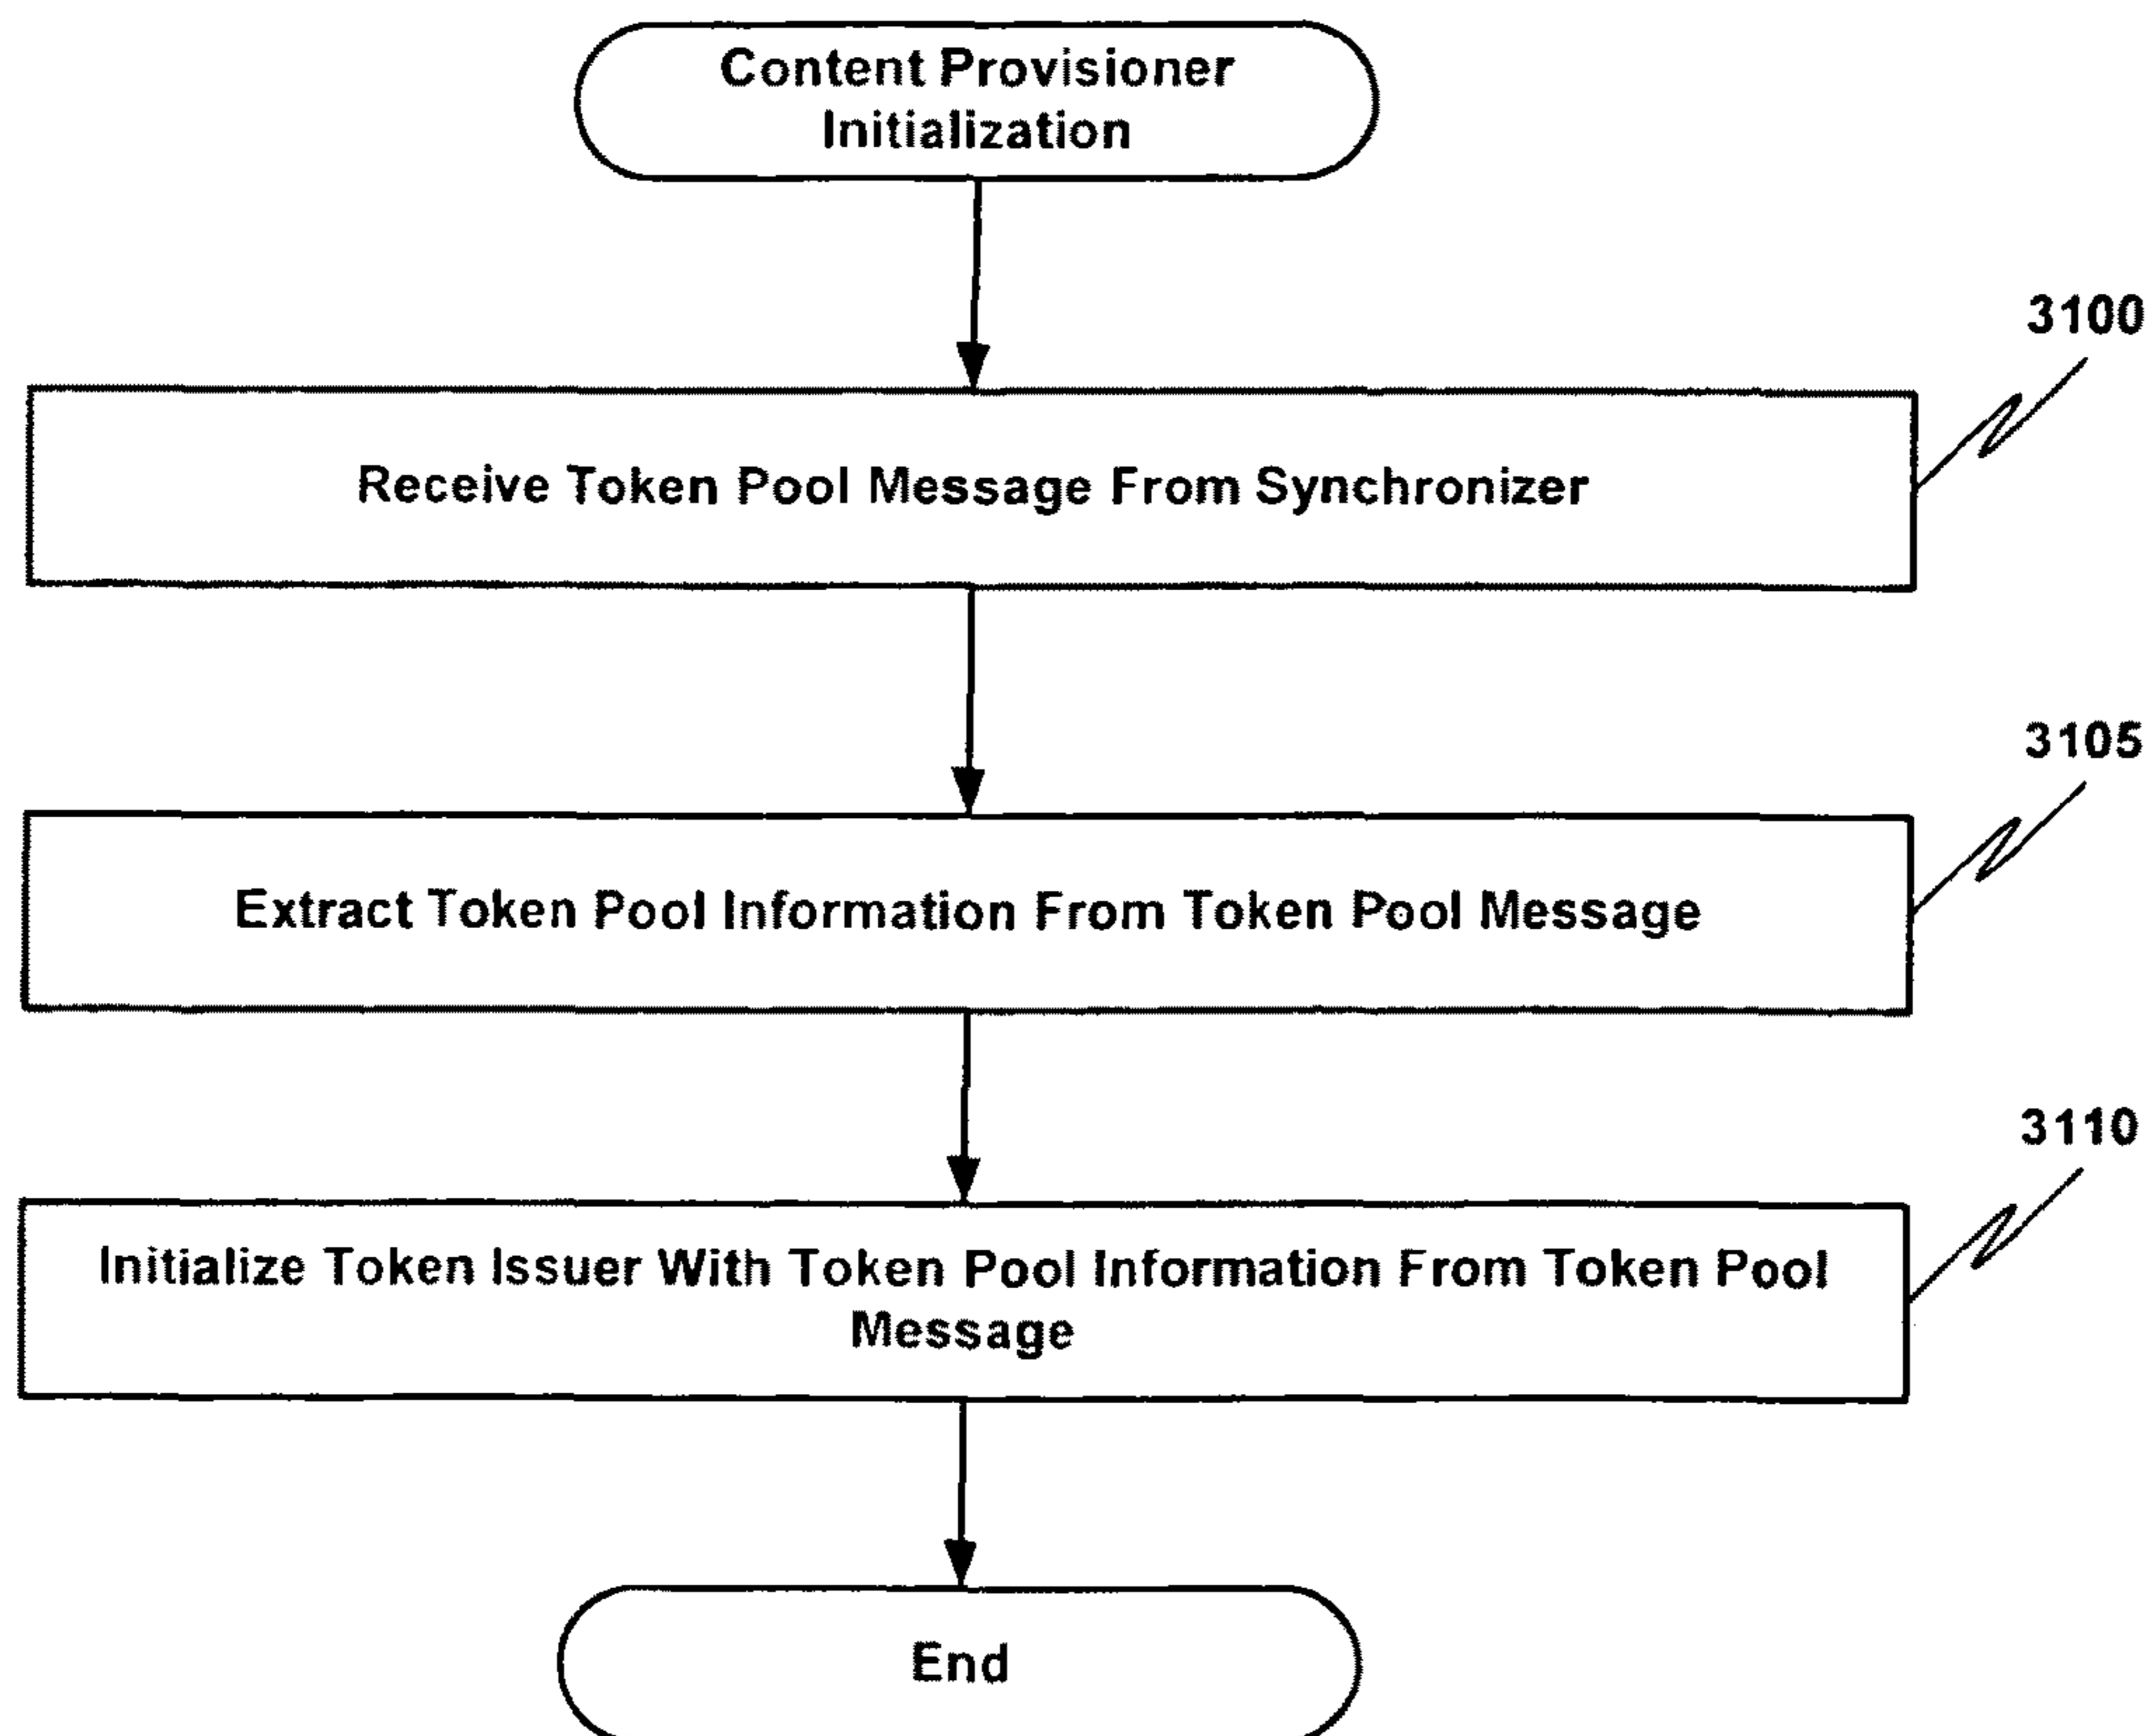 Content Provisioner
Initialization
3100
Receive Token Pool Message From Synchronizer
3105
Extract Token Pool Information From Token Pool Message
3110
Initialize Token Issuer With Token Pool Information From Token Pool
Message
End